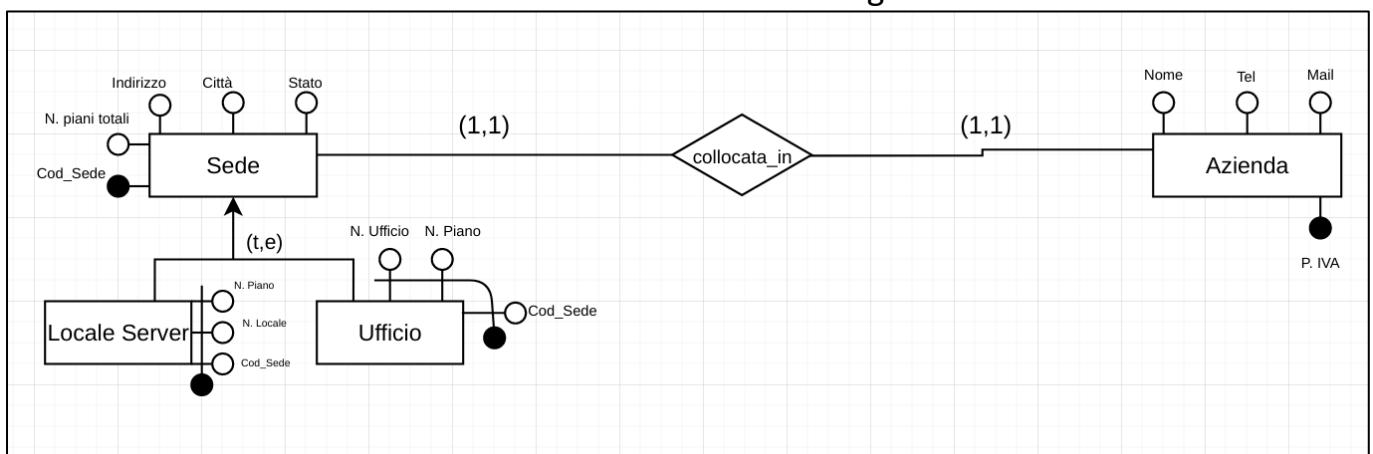 Indirizzo
Città
Stato
N. piani totali
Cod_Sede
Sede
(1,1)
collocata_in
(1,1)
Nome
Tel
Mail
Azienda
P. IVA
(t,e)
N. Piano
N. Locale
Cod_Sede
Locale Server
N. Ufficio
N. Piano
Cod_Sede
Ufficio